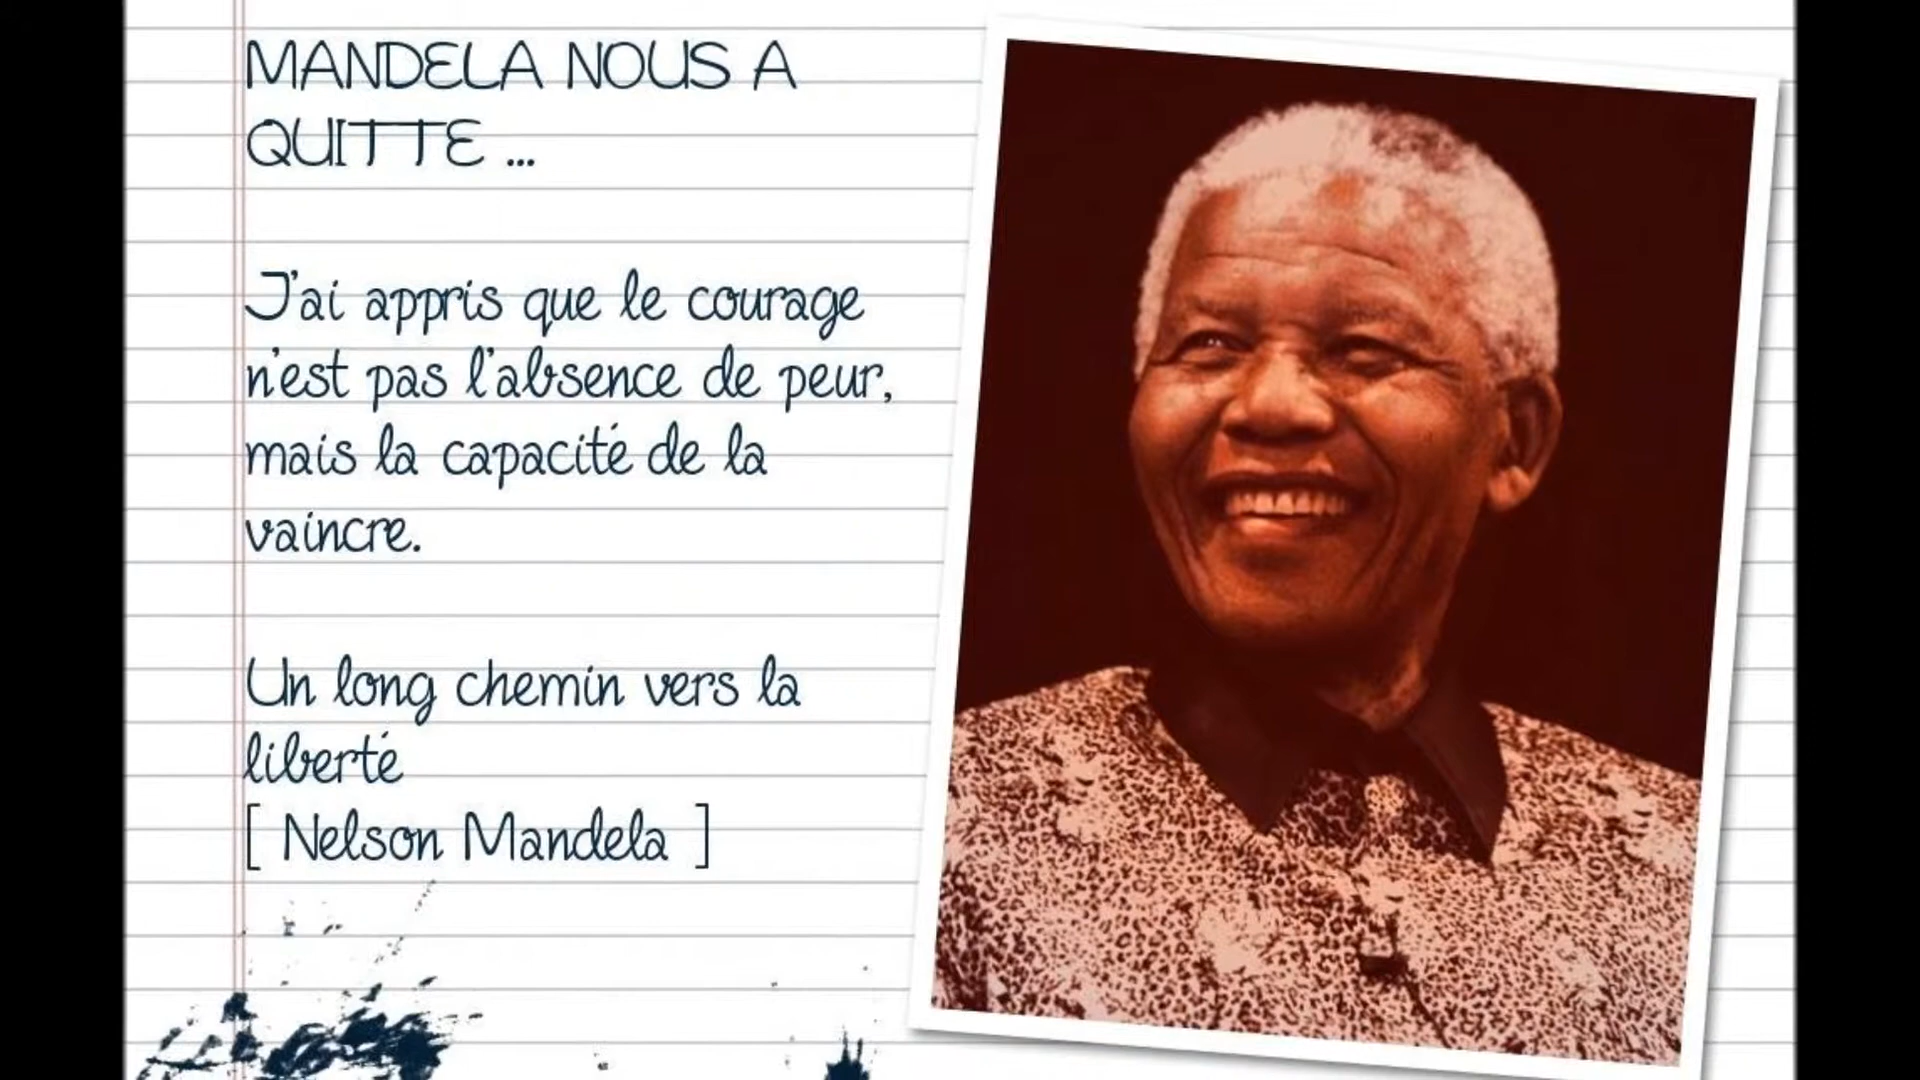 MANDELA NOUS A
QUITTE ...
J'ai appris que le courage
n'est pas l'absence de peur,
mais la capacité de la
vaincre.
Un long chemin vers la
liberté
[ Nelson Mandela ]